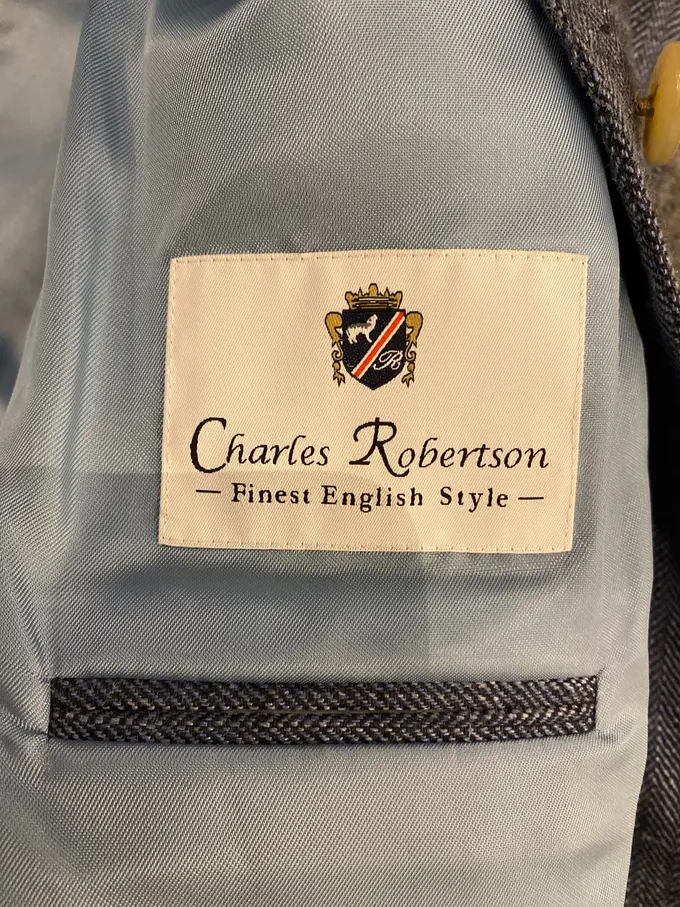 R
Charles Robertson
— Finest English Style —